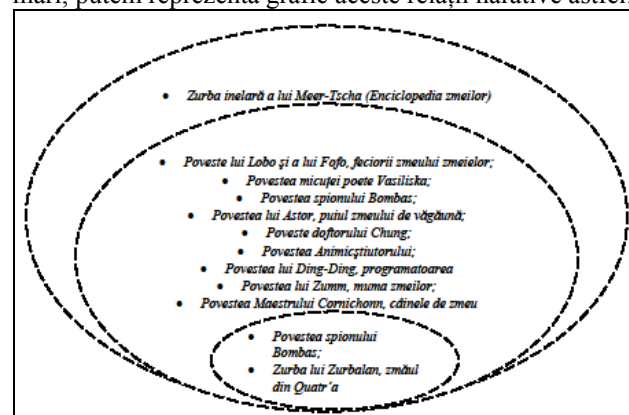 mari, putem reprezenta grafic aceste relații narative astfel
• Zurba inelară a lui Meer-Tscha (Enciclopedia zmeilor)
• Poveste lui Lobo și a lui Fofo, feciorii zmeului zmeielor;
• Povestea micuței poete Vasiliska;
• Povestea spionului Bombas;
• Povestea lui Astor, puiul zmeului de văgăună;
• Poveste doftorului Chung;
• Povestea Animicștiutorului;
• Povestea lui Ding-Ding, programatoarea
• Povestea lui Zumm, muma zmeilor;
• Povestea Maestrului Cornichonn, câinele de zmeu
• Povestea spionului
Bombas;
• Zurba lui Zurbalan, zmăul
din Quatr'a